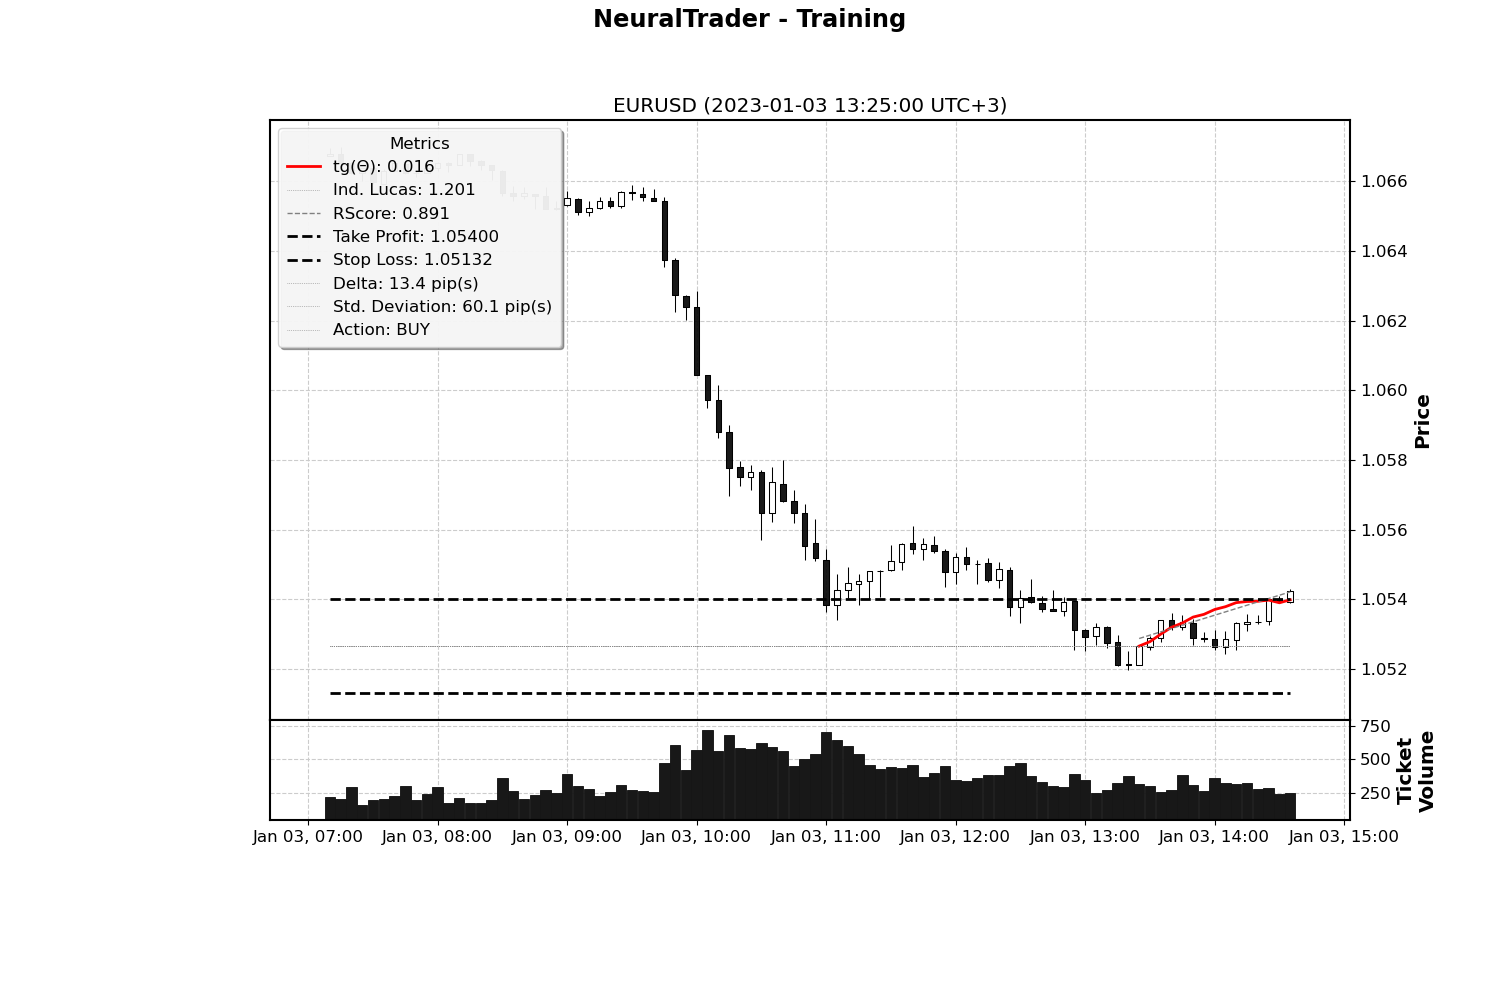 NeuralTrader - Training
EURUSD (2023-01-03 13:25:00 UTC+3)
Metrics
tg(Θ): 0.016
Ind. Lucas: 1.201
RScore: 0.891
Take Profit: 1.05400
Stop Loss: 1.05132
Delta: 13.4 pip(s)
Std. Deviation: 60.1 pip(s)
Action: BUY
1.066
1.064
1.062
1.060
1.058
1.056
1.054
1.052
Price
750
500
250
Ticket
Volume
Jan 03, 07:00 Jan 03, 08:00 Jan 03, 09:00 Jan 03, 10:00 Jan 03, 11:00 Jan 03, 12:00 Jan 03, 13:00 Jan 03, 14:00 Jan 03, 15:00